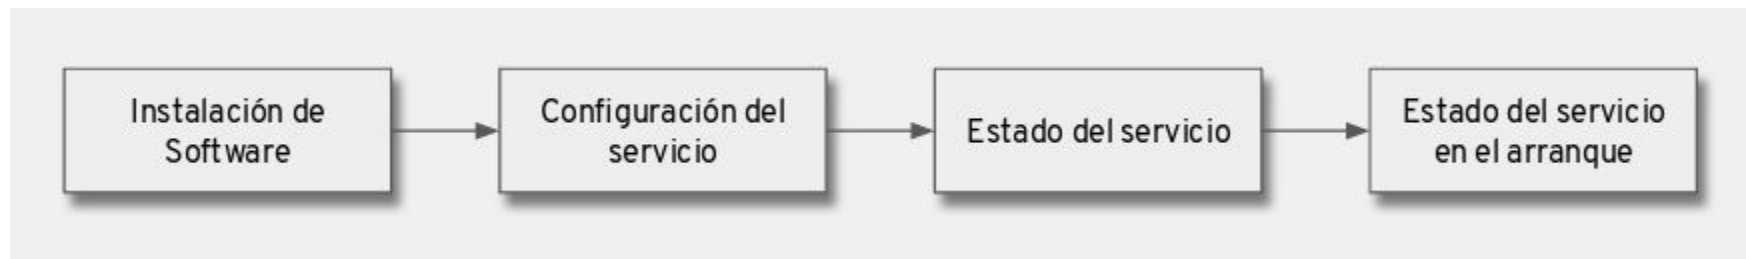 Instalación de
Software
Configuración del
servicio
Estado del servicio
Estado del servicio
en el arranque